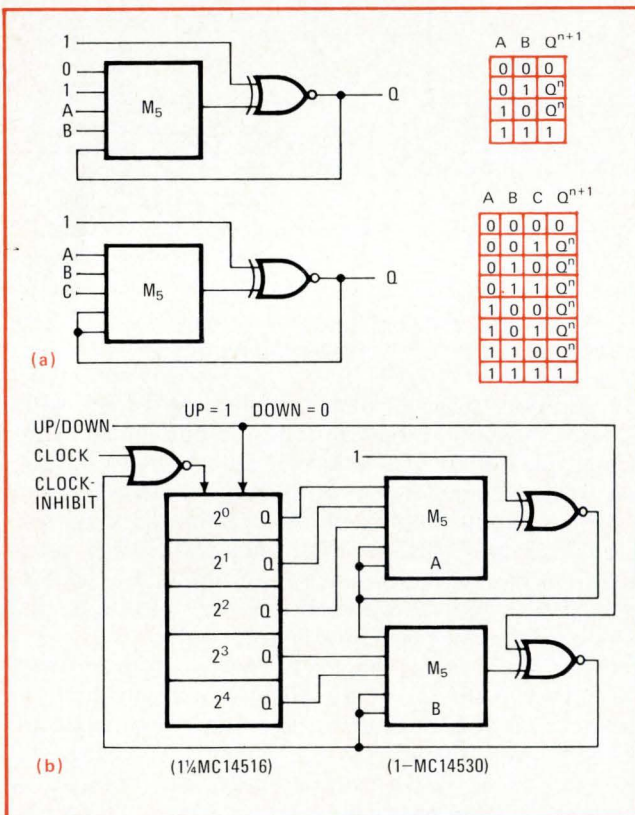 1
0
1
A
B
M5
Q
A B Qn+1
0 0 0
0 1 Qn
1 0 Qn
1 1 1
1
A
B
C
M5
Q
A B C Qn+1
0 0 0 0
0 0 1 Qn
0 1 0 Qn
0 1 1 Qn
1 0 0 Qn
1 0 1 Qn
1 1 0 Qn
1 1 1 1
(a)
UP = 1 DOWN = 0
UP/DOWN
CLOCK
CLOCK-
INHIBIT
1
2⁰ Q
2¹ Q
2² Q
2³ Q
2⁴ Q
M5
A
M5
B
(b)
(1¼MC14516)
(1–MC14530)